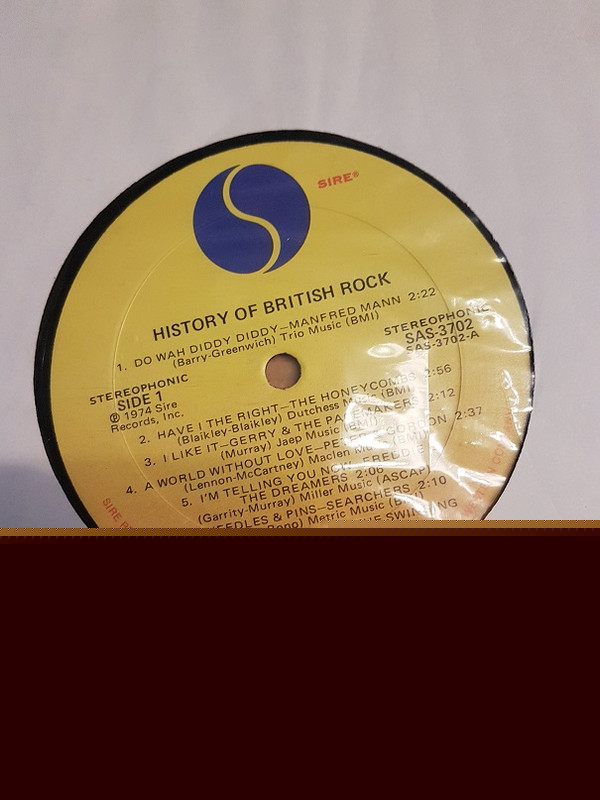 SIRE®
HISTORY OF BRITISH ROCK
1. DO WAH DIDDY DIDDY—MANFRED MANN 2:22
(Barry-Greenwich) Trio Music (BMI)
STEREOPHONIC
SAS-3702
SAS-3702-A
STEREOPHONIC
SIDE 1
℗ 1974 Sire
Records, Inc.
2. HAVE I THE RIGHT—THE HONEYCOMBS 2:56
(Blaikley-Blaikley) Dutchess Music (BMI)
3. I LIKE IT—GERRY & THE PACEMAKERS 2:12
(Murray) Jaep Music (BMI)
4. A WORLD WITHOUT LOVE—PETER GORDON 2:37
(Lennon-McCartney) Maclen Music (BMI)
5. I'M TELLING YOU NOW—FREDDIE
THE DREAMERS 2:06
(Garrity-Murray) Miller Music (ASCAP)
NEEDLES & PINS—SEARCHERS 2:10
Bono) Metric Music (BMI)
SWINGING
SIRE